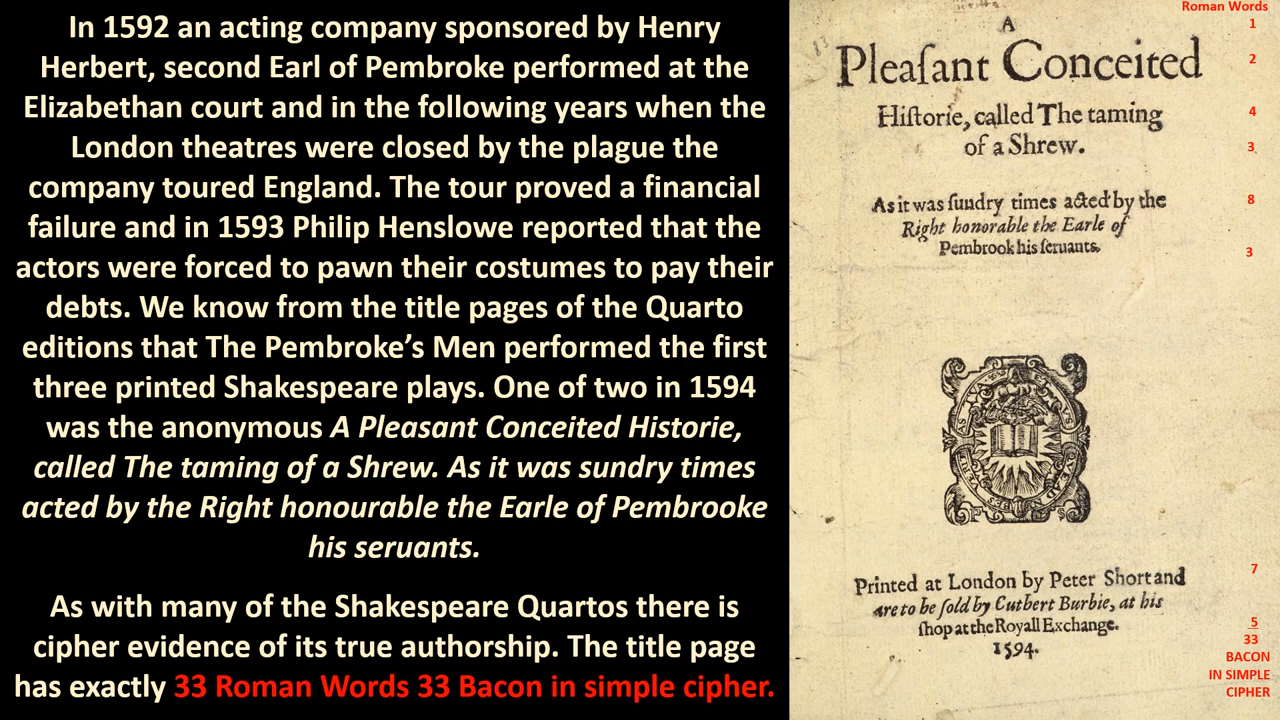 In 1592 an acting company sponsored by Henry
Herbert, second Earl of Pembroke performed at the
Elizabethan court and in the following years when the
London theatres were closed by the plague the
company toured England. The tour proved a financial
failure and in 1593 Philip Henslowe reported that the
actors were forced to pawn their costumes to pay their
debts. We know from the title pages of the Quarto
editions that The Pembroke’s Men performed the first
three printed Shakespeare plays. One of two in 1594
was the anonymous A Pleasant Conceited Historie,
called The taming of a Shrew. As it was sundry times
acted by the Right honourable the Earle of Pembrooke
his seruants.
As with many of the Shakespeare Quartos there is
cipher evidence of its true authorship. The title page
has exactly 33 Roman Words 33 Bacon in simple cipher.
Roman Words
A 1
Pleaſant Conceited 2
Hiſtorie, called The taming 4
of a Shrew. 3
As it was ſundry times acted by the 8
Right honorable the Earle of
Pembrook his ſeruants. 3
Printed at London by Peter Short and 7
are to be ſold by Cutbert Burbie, at his
ſhop at the Royall Exchange. 5
1594.
33
BACON
IN SIMPLE
CIPHER